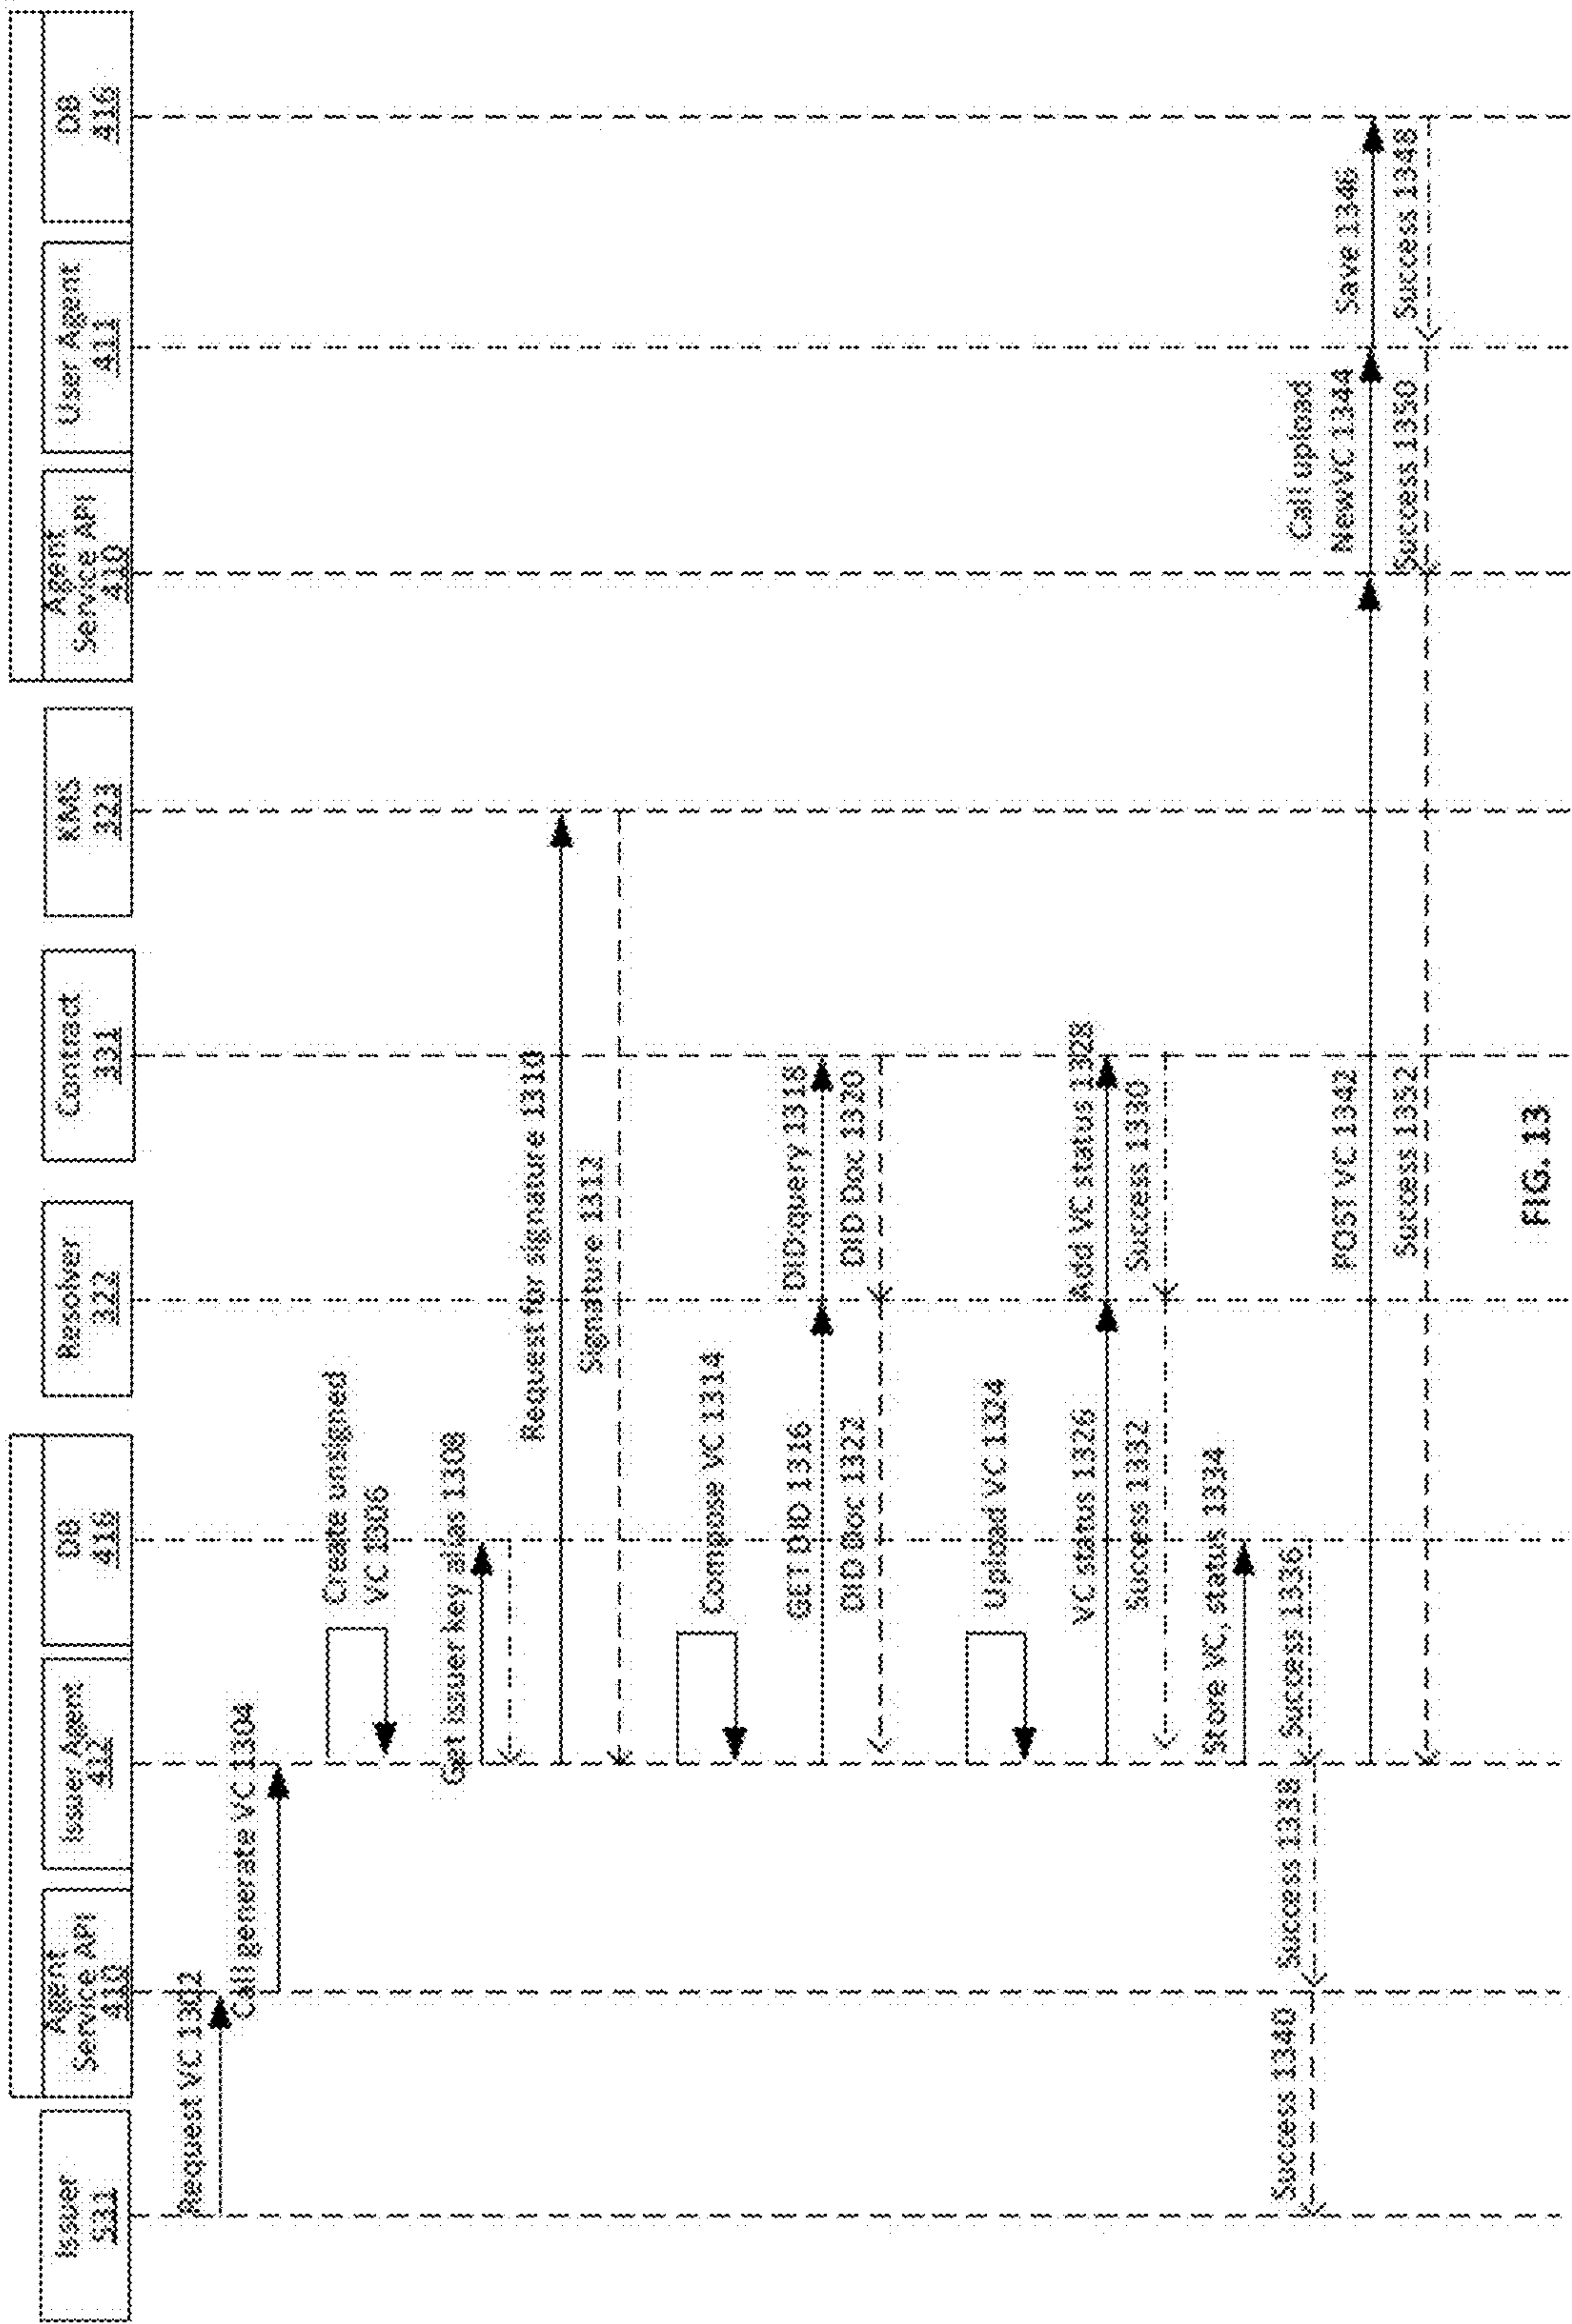 Issuer
531
Agent
Service API
410
Issuer Agent
412
DB
416
Resolver
322
Contract
331
KMS
323
Agent
Service API
410
User Agent
411
DB
416
Request VC 1302
Call generate VC 1304
Create unsigned
VC 1306
Get issuer key alias 1308
Request for signature 1310
Signature 1312
Compose VC 1314
GET DID 1316
DID query 1318
DID Doc 1320
DID Doc 1322
Upload VC 1324
VC status 1326
Add VC status 1328
Success 1330
Success 1332
Store VC, status 1334
Success 1336
Success 1338
Success 1340
POST VC 1342
Call upload
NewVC 1344
Save 1346
Success 1348
Success 1350
Success 1352
FIG. 13